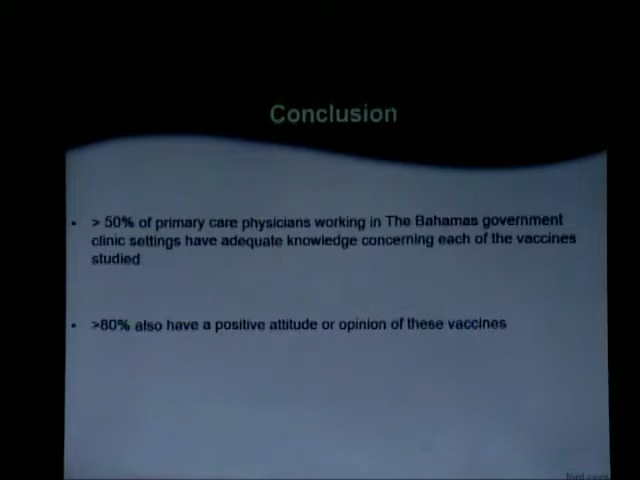 Conclusion
• > 50% of primary care physicians working in The Bahamas government
clinic settings have adequate knowledge concerning each of the vaccines
studied
• >80% also have a positive attitude or opinion of these vaccines